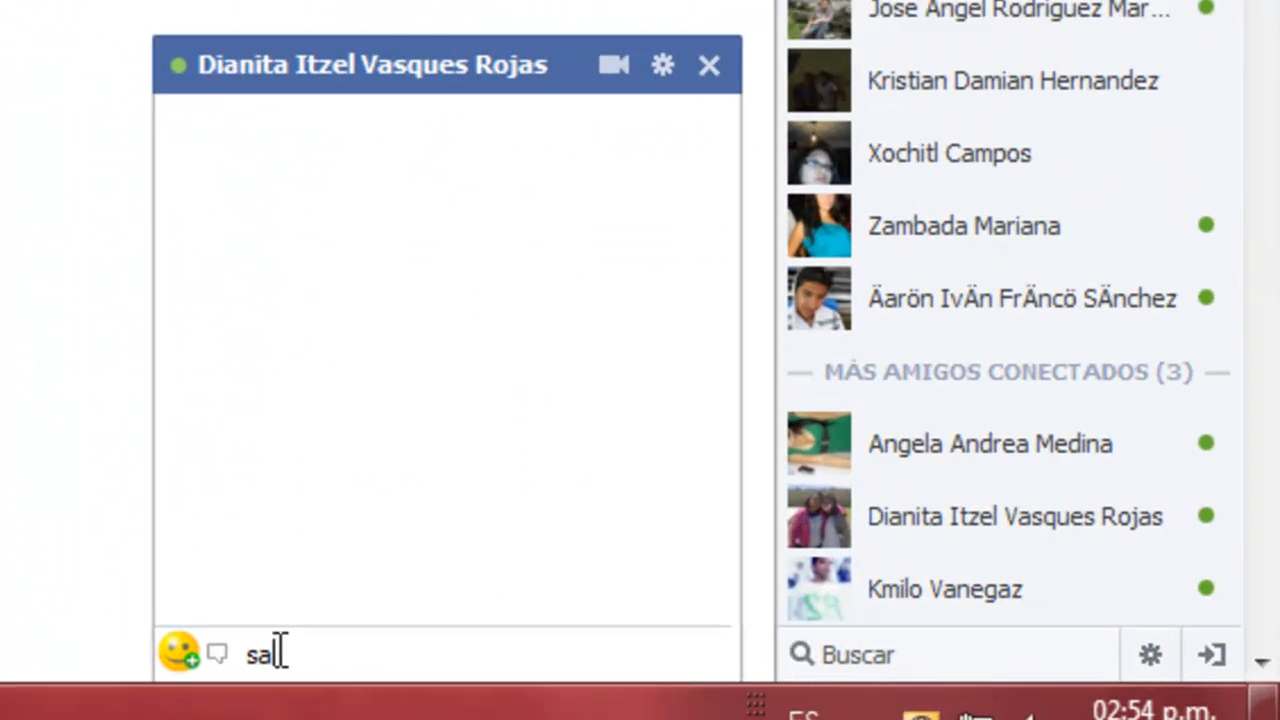 Jose Angel Rodriguez Mar...
Dianita Itzel Vasques Rojas
Kristian Damian Hernandez
Xochitl Campos
Zambada Mariana
Äarön IvÄn FrÄncö SÄnchez
MÁS AMIGOS CONECTADOS (3)
Angela Andrea Medina
Dianita Itzel Vasques Rojas
Kmilo Vanegaz
sal
Buscar
ES
02:54 p.m.